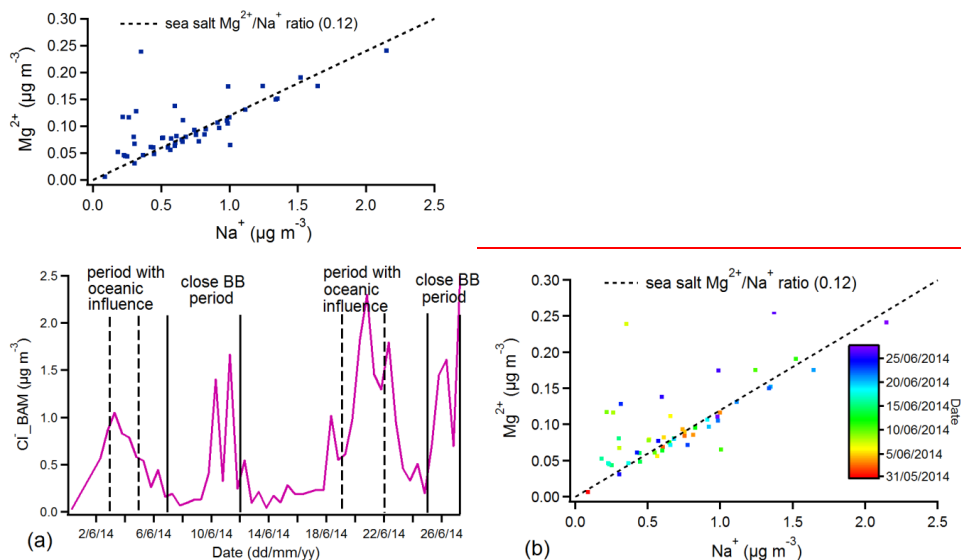 0.30
0.25
0.20
0.15
0.10
0.05
0.00
Mg2+ (µg m-3)
sea salt Mg2+/Na+ ratio (0.12)
0.0 0.5 1.0 1.5 2.0 2.5
Na+ (µg m-3)
2.5
2.0
1.5
1.0
0.5
0.0
Cl_BAM (µg m-3)
period with
oceanic
influence
close BB
period
period with
oceanic
influence
close BB
period
2/6/14 6/6/14 10/6/14 14/6/14 18/6/14 22/6/14 26/6/14
(a)
Date (dd/mm/yy)
0.30
0.25
0.20
0.15
0.10
0.05
0.00
Mg2+ (µg m-3)
sea salt Mg2+/Na+ ratio (0.12)
25/06/2014
20/06/2014
15/06/2014
10/06/2014
5/06/2014
31/05/2014
Date
0.0 0.5 1.0 1.5 2.0 2.5
(b)
Na+ (µg m-3)